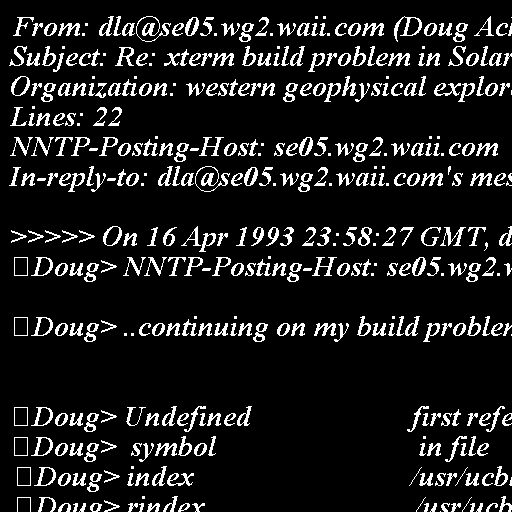 From: dla@se05.wg2.waii.com (Doug Ac
Subject: Re: xterm build problem in Solar
Organization: western geophysical explor
Lines: 22
NNTP-Posting-Host: se05.wg2.waii.com
In-reply-to: dla@se05.wg2.waii.com's mes
>>>>> On 16 Apr 1993 23:58:27 GMT, d
□Doug> NNTP-Posting-Host: se05.wg2.w
□Doug> ..continuing on my build problem
□Doug> Undefined first refe
□Doug> symbol in file
□Doug> index /usr/ucb
□Doug> rindex /usr/ucb